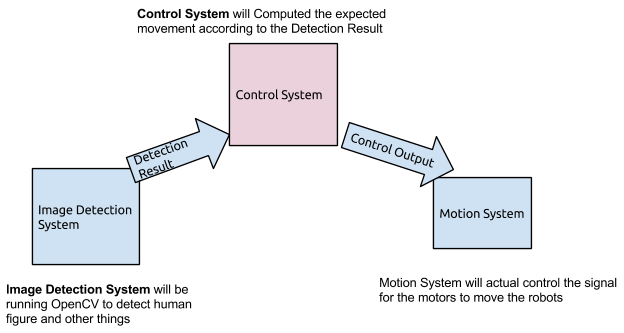 Control System will Computed the expected
movement according to the Detection Result
Control System
Detection
Result
Control Output
Image Detection
System
Motion System
Image Detection System will be
running OpenCV to detect human
figure and other things
Motion System will actual control the signal
for the motors to move the robots